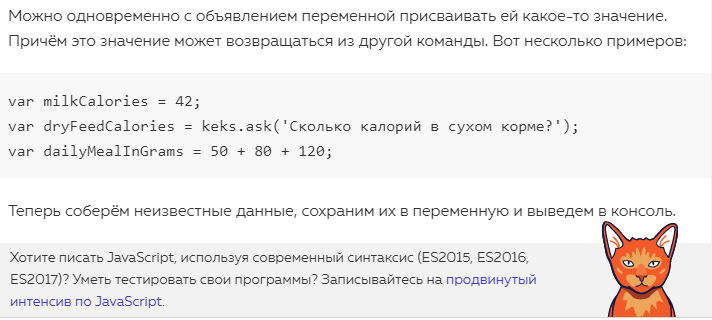 Можно одновременно с объявлением переменной присваивать ей какое-то значение.
Причём это значение может возвращаться из другой команды. Вот несколько примеров:
var milkCalories = 42;
var dryFeedCalories = keks.ask('Сколько калорий в сухом корме?');
var dailyMealInGrams = 50 + 80 + 120;
Теперь соберём неизвестные данные, сохраним их в переменную и выведем в консоль.
Хотите писать JavaScript, используя современный синтаксис (ES2015, ES2016,
ES2017)? Уметь тестировать свои программы? Записывайтесь на продвинутый
интенсив по JavaScript.